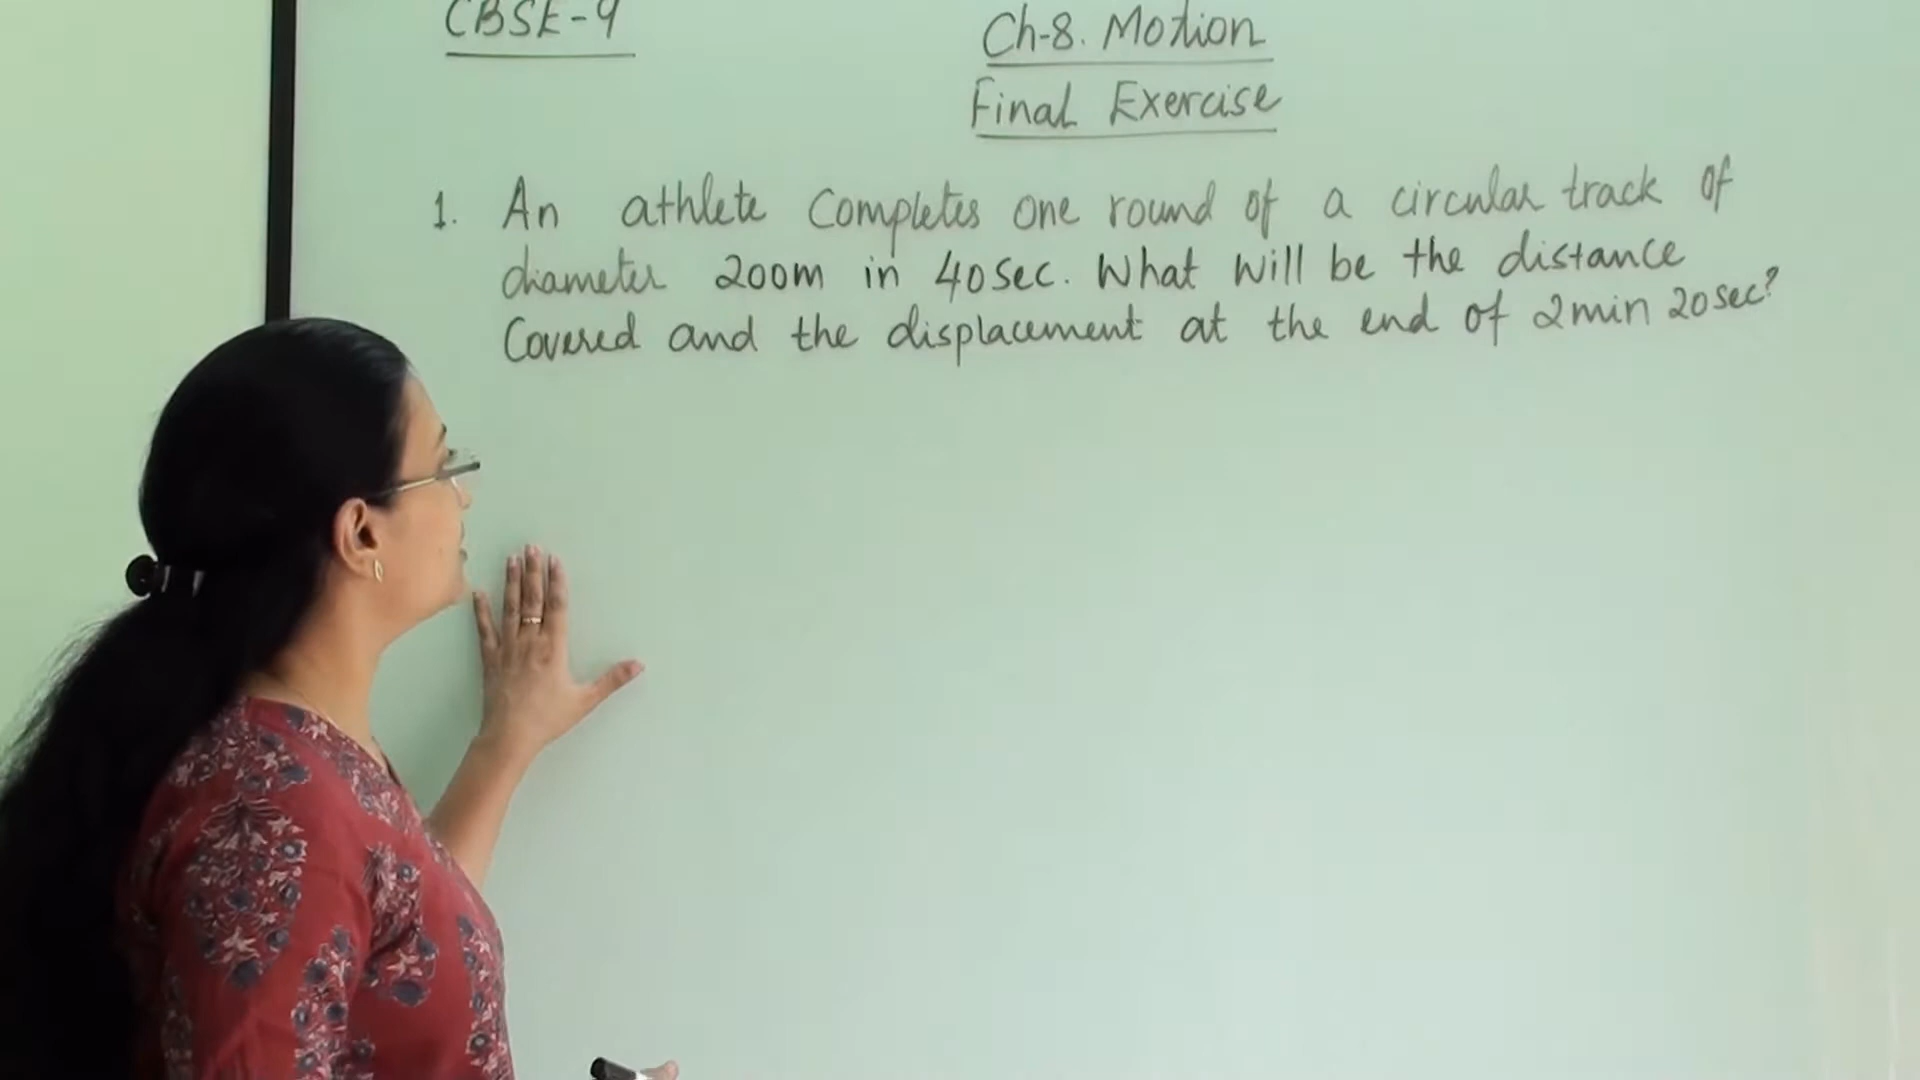 CBSE-9
Ch-8. Motion
Final Exercise
1. An athlete Completes one round of a circular track of
diameter 200m in 40sec. What will be the distance
Covered and the displacement at the end of 2min 20sec?